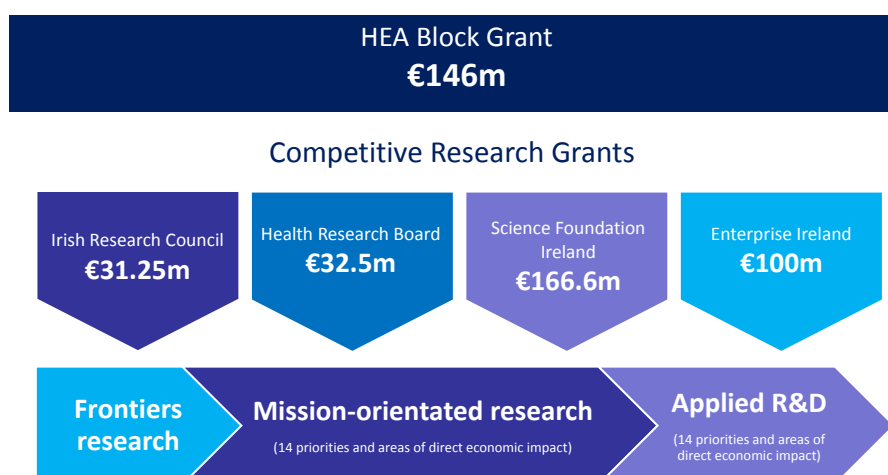 HEA Block Grant
€146m
Competitive Research Grants
Irish Research Council
€31.25m
Health Research Board
€32.5m
Science Foundation
Ireland
€166.6m
Enterprise Ireland
€100m
Frontiers
research
Mission-orientated research
(14 priorities and areas of direct economic impact)
Applied R&D
(14 priorities and areas of
direct economic impact)